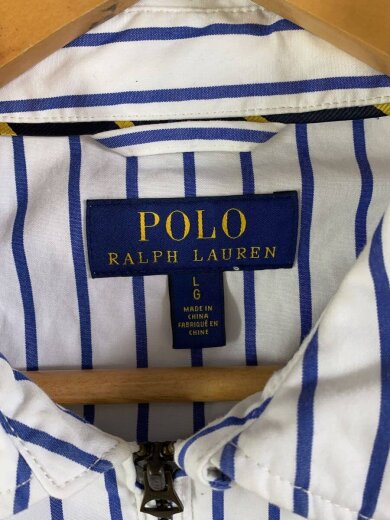 POLO
RALPH LAUREN
L
G
MADE IN
CHINA
FABRIQUÉ EN
CHINE